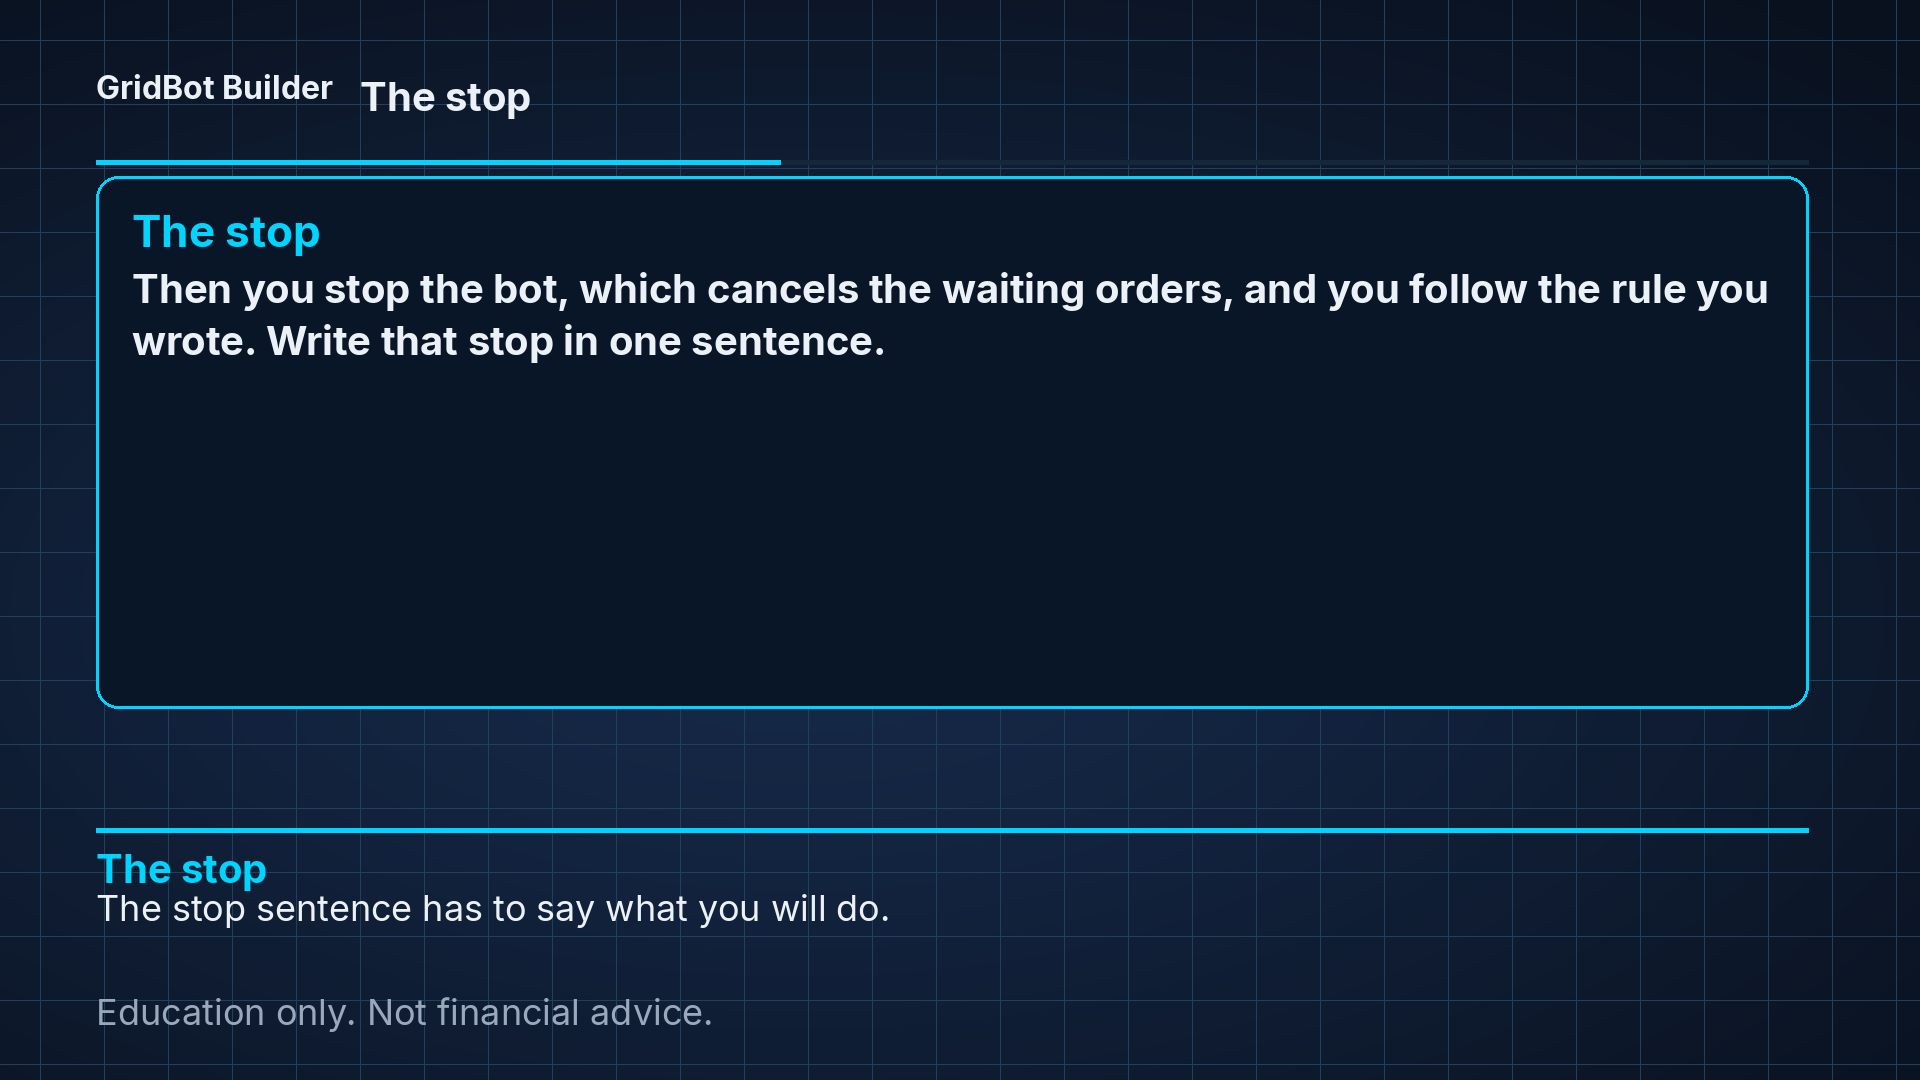 GridBot Builder The stop
The stop
Then you stop the bot, which cancels the waiting orders, and you follow the rule you
wrote. Write that stop in one sentence.
The stop
The stop sentence has to say what you will do.
Education only. Not financial advice.